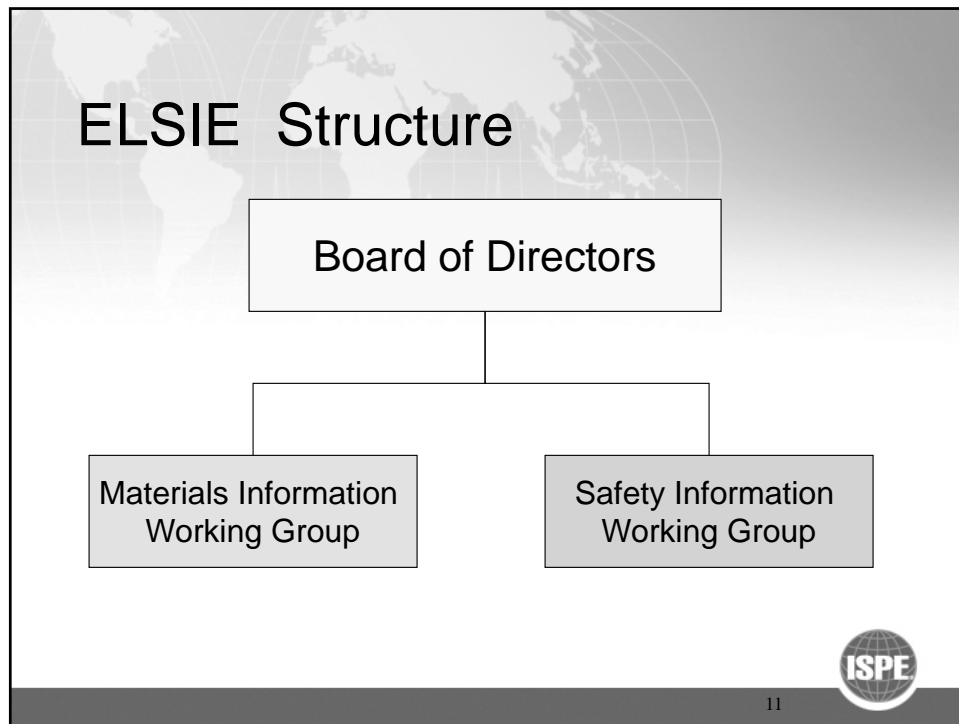 ELSIE Structure
Board of Directors
Materials Information
Working Group
Safety Information
Working Group
ISPE
11